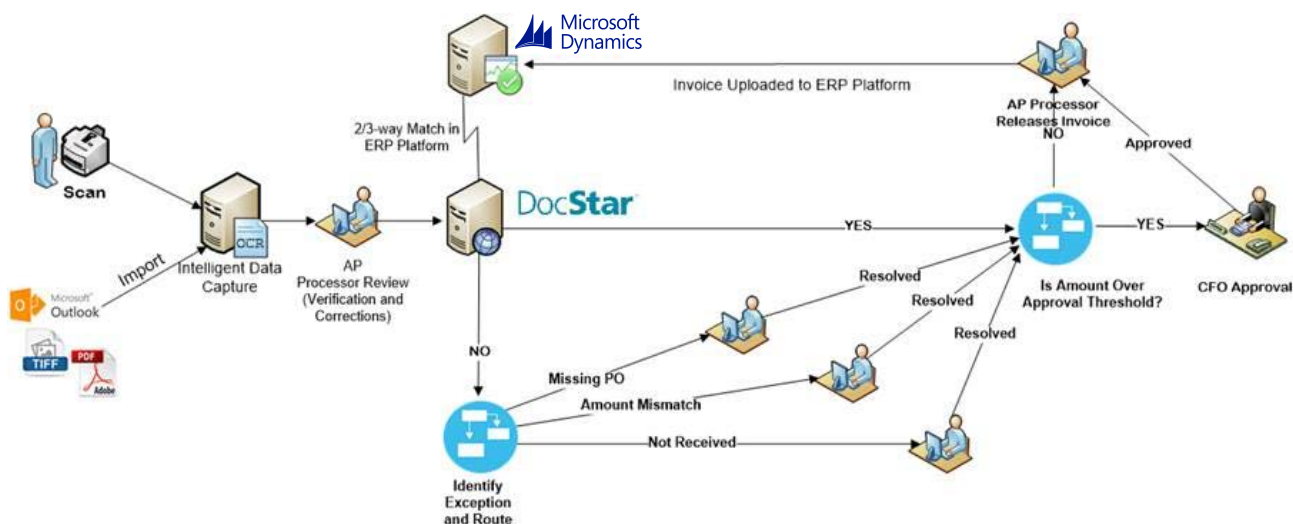 Microsoft
Dynamics
Invoice Uploaded to ERP Platform
AP Processor
Releases Invoice
NO
Approved
2/3-way Match in
ERP Platform
Scan
DocStar
OCR
YES
YES
Import
Intelligent Data
Capture
AP
Processor Review
(Verification and
Corrections)
Microsoft
Outlook
TIFF
PDF
Adobe
Resolved
Resolved
Resolved
Is Amount Over
Approval Threshold?
CFO Approval
NO
Missing PO
Amount Mismatch
Not Received
Identify
Exception
and Route